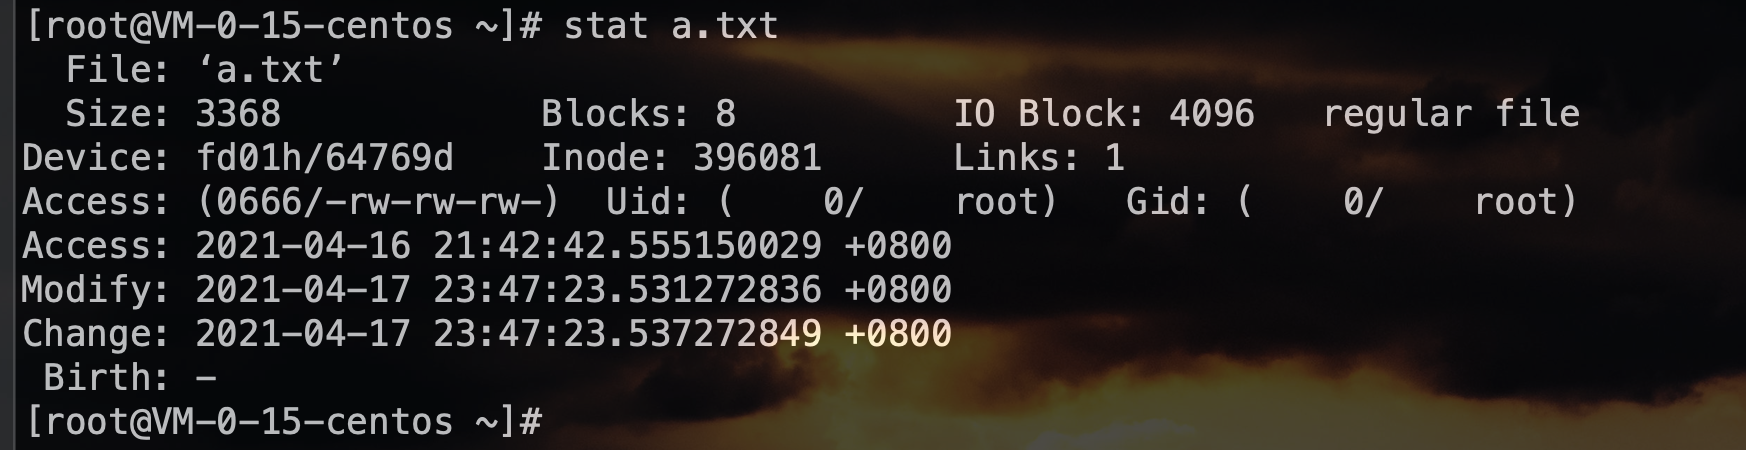 [root@VM-0-15-centos ~]# stat a.txt
  File: ‘a.txt’
  Size: 3368            Blocks: 8          IO Block: 4096   regular file
Device: fd01h/64769d    Inode: 396081      Links: 1
Access: (0666/-rw-rw-rw-)  Uid: (    0/    root)   Gid: (    0/    root)
Access: 2021-04-16 21:42:42.555150029 +0800
Modify: 2021-04-17 23:47:23.531272836 +0800
Change: 2021-04-17 23:47:23.537272849 +0800
 Birth: -
[root@VM-0-15-centos ~]#